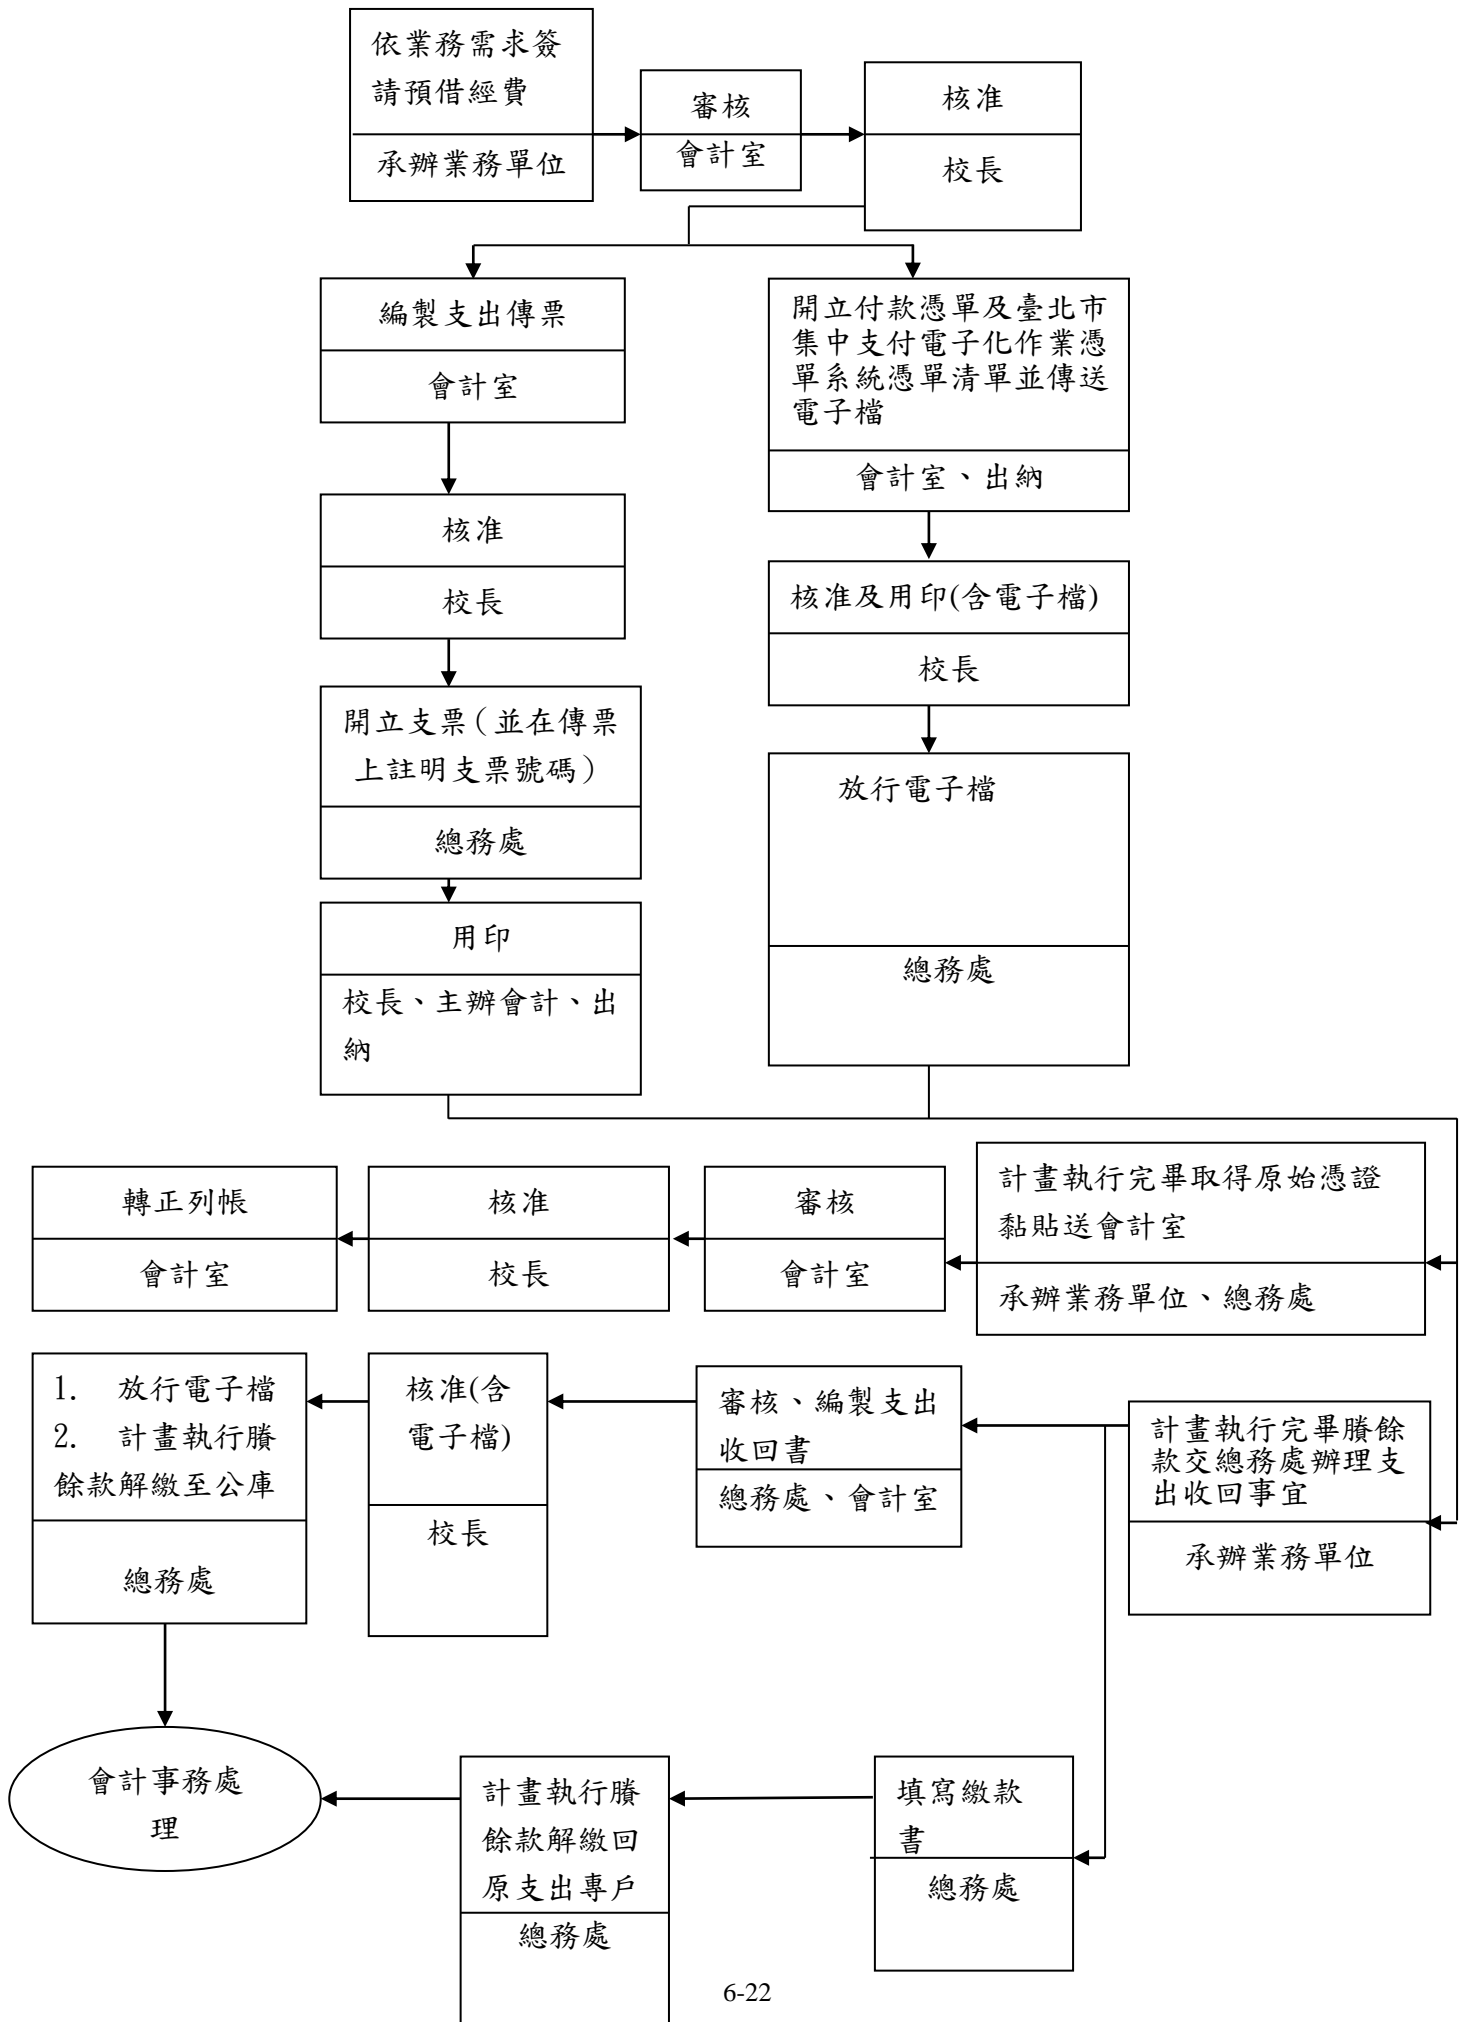 依業務需求簽
請預借經費
承辦業務單位
審核
會計室
核准
校長
編製支出傳票
會計室
開立付款憑單及臺北市
集中支付電子化作業憑
單系統憑單清單並傳送
電子檔
會計室、出納
核准
校長
核准及用印(含電子檔)
校長
開立支票（並在傳票
上註明支票號碼）
總務處
放行電子檔
總務處
用印
校長、主辦會計、出
納
計畫執行完畢取得原始憑證
黏貼送會計室
承辦業務單位、總務處
審核
會計室
核准
校長
轉正列帳
會計室
計畫執行完畢賸餘
款交總務處辦理支
出收回事宜
承辦業務單位
審核、編製支出
收回書
總務處、會計室
核准(含
電子檔)
校長
1. 放行電子檔
2. 計畫執行賸
餘款解繳至公庫
總務處
填寫繳款
書
總務處
計畫執行賸
餘款解繳回
原支出專戶
總務處
會計事務處
理
6-22